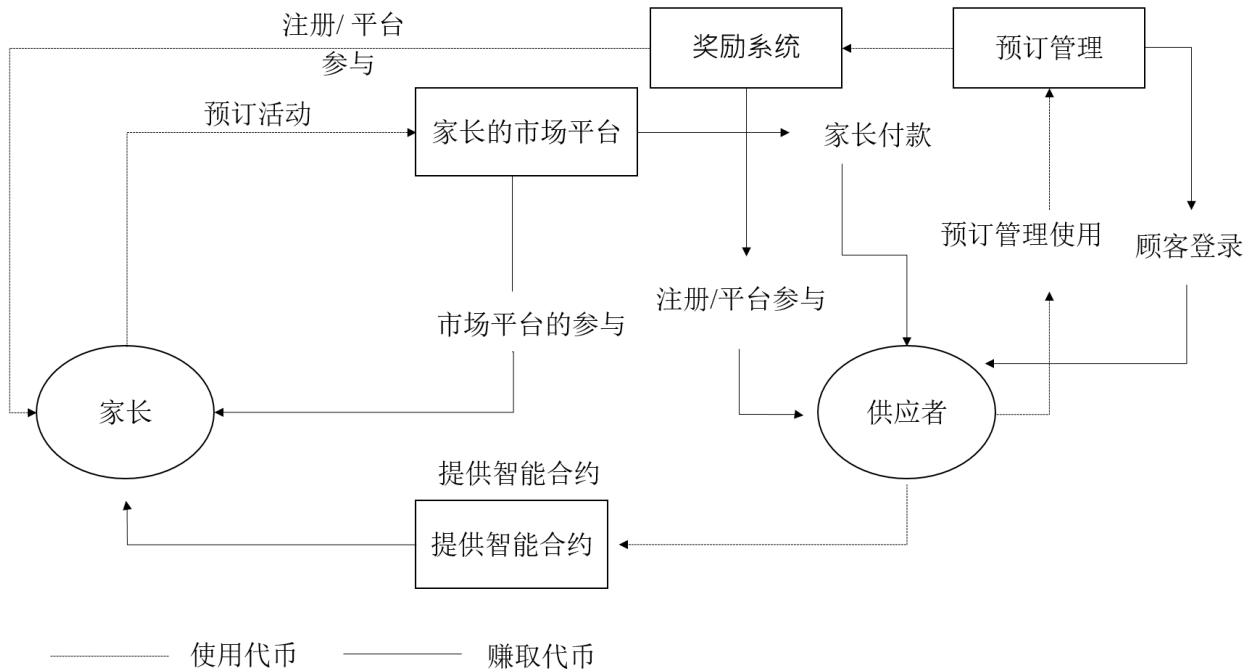 注册/ 平台
参与
奖励系统
预订管理
预订活动
家长的市场平台
家长付款
预订管理使用
顾客登录
注册/平台参与
市场平台的参与
家长
供应者
提供智能合约
提供智能合约
使用代币
赚取代币